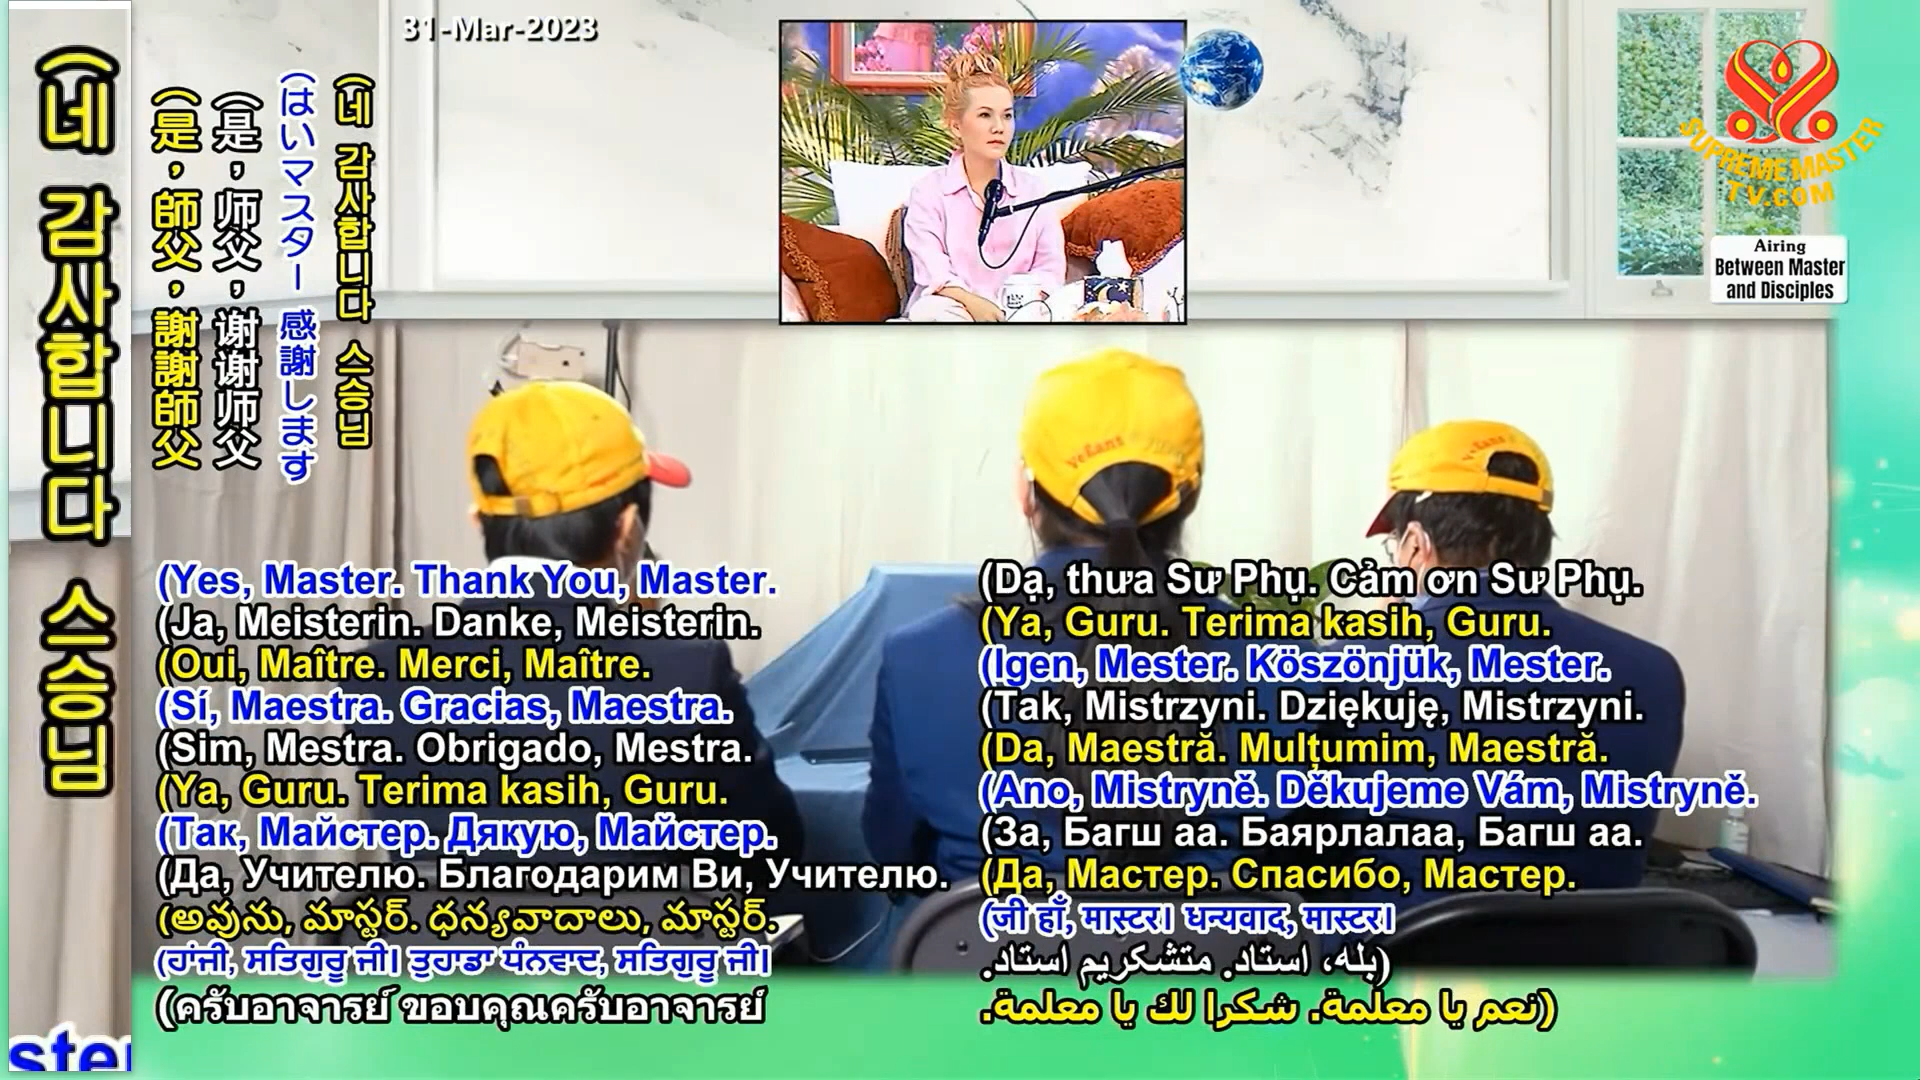 (네 감사합니다 스승님
ster
31-Mar-2023
(是，師父，謝謝師父
(是，师父，谢谢师父
(はいマスター 感謝します
(네 감사합니다 스승님
SUPREME MASTER
TV.COM
Airing
Between Master
and Disciples
Vegans
Vegans
(Yes, Master. Thank You, Master.
(Ja, Meisterin. Danke, Meisterin.
(Oui, Maître. Merci, Maître.
(Sí, Maestra. Gracias, Maestra.
(Sim, Mestra. Obrigado, Mestra.
(Ya, Guru. Terima kasih, Guru.
(Так, Майстер. Дякую, Майстер.
(Да, Учителю. Благодарим Ви, Учителю.
(అవును, మాస్టర్. ధన్యవాదాలు, మాస్టర్.
(ਹਾਂਜੀ, ਸਤਿਗੁਰੂ ਜੀ। ਤੁਹਾਡਾ ਧੰਨਵਾਦ, ਸਤਿਗੁਰੂ ਜੀ।
(ครับอาจารย์ ขอบคุณครับอาจารย์
(Dạ, thưa Sư Phụ. Cảm ơn Sư Phụ.
(Ya, Guru. Terima kasih, Guru.
(Igen, Mester. Köszönjük, Mester.
(Tak, Mistrzyni. Dziękuję, Mistrzyni.
(Da, Maestră. Mulțumim, Maestră.
(Ano, Mistryně. Děkujeme Vám, Mistryně.
(За, Багш аа. Баярлалаа, Багш аа.
(Да, Мастер. Спасибо, Мастер.
(जी हाँ, मास्टर। धन्यवाद, मास्टर।
(بله، استاد. متشکریم استاد.
(نعم يا معلمة. شكرا لك يا معلمة.